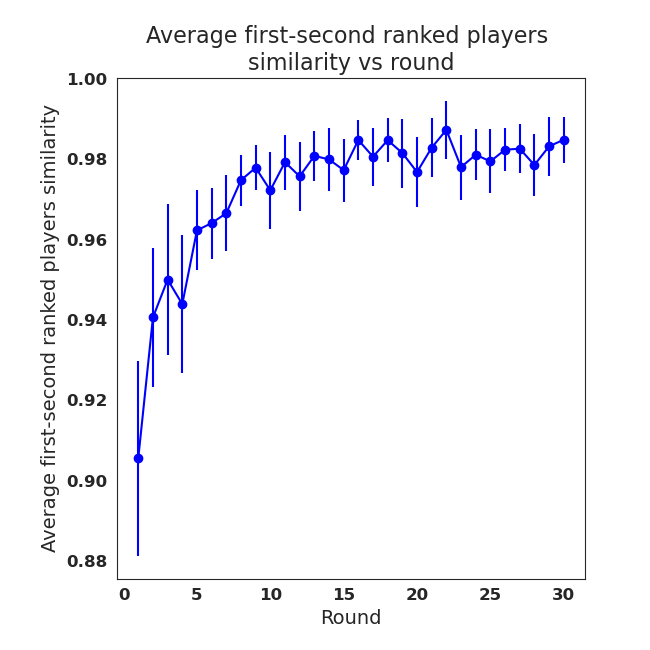 Average first-second ranked players
similarity vs round
Average first-second ranked players similarity
1.00
0.98
0.96
0.94
0.92
0.90
0.88
0 5 10 15 20 25 30
Round